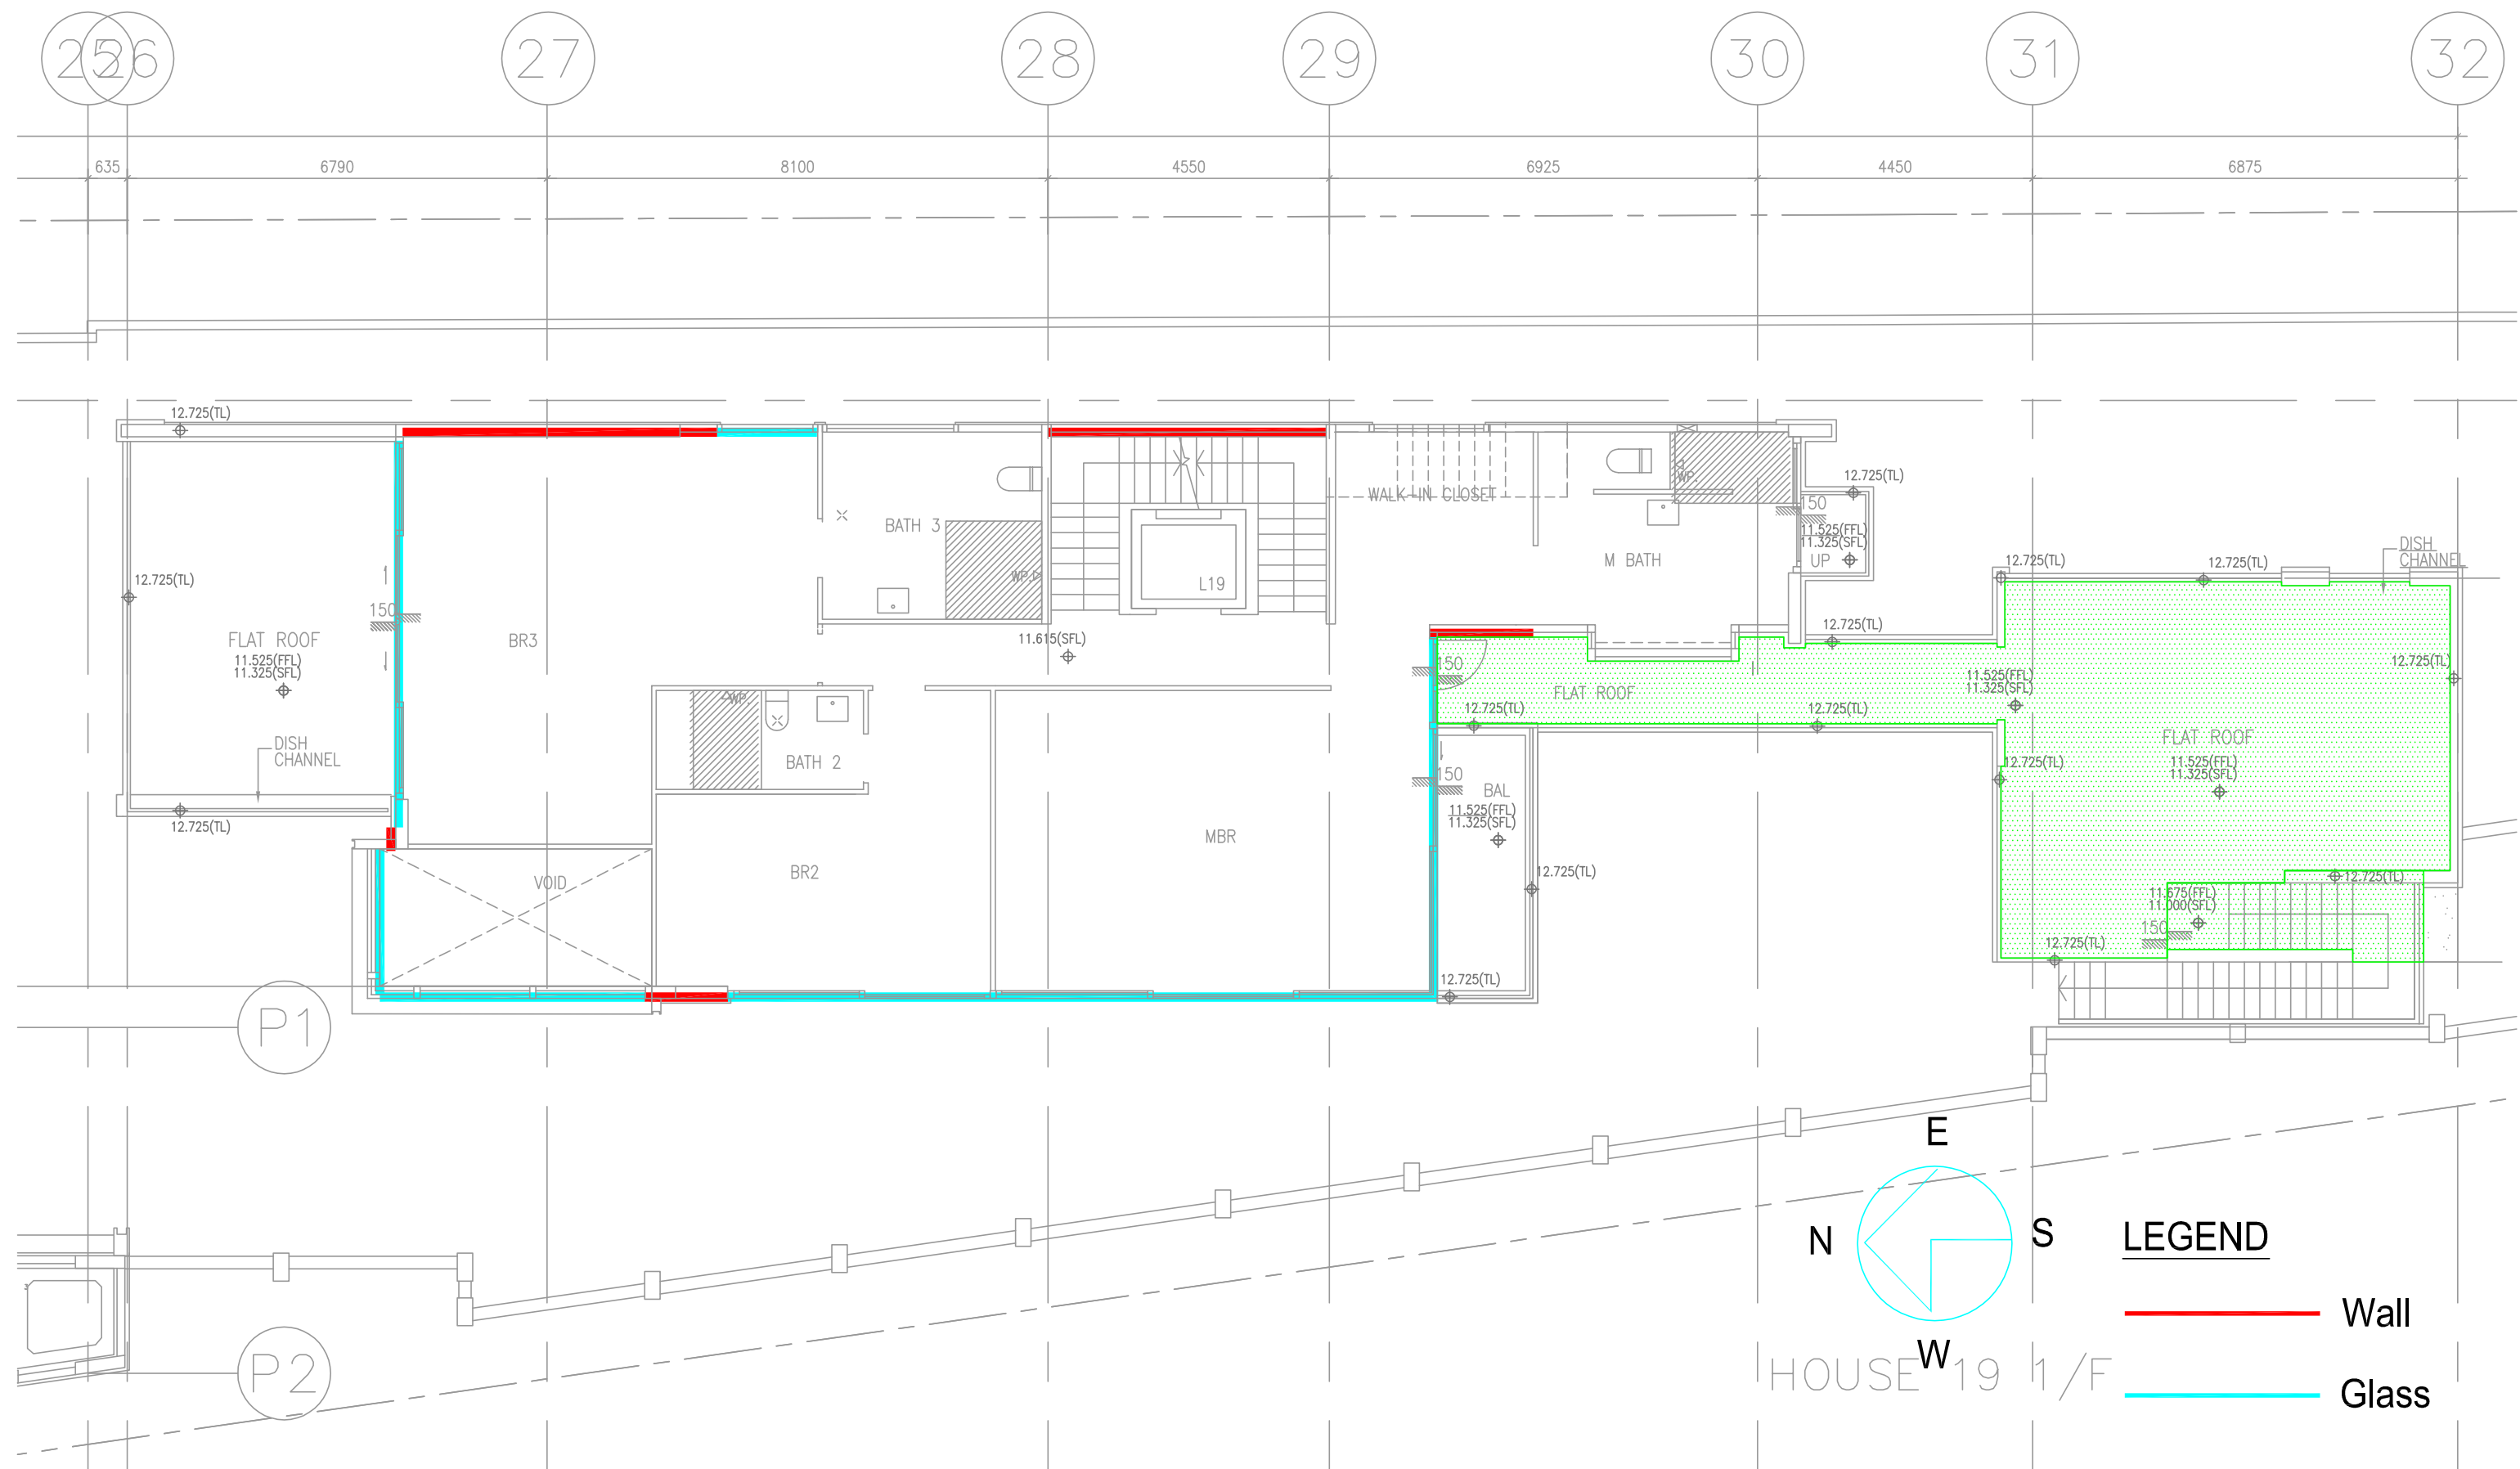 25 26 27 28 29 30 31 32
635 6790 8100 4550 6925 4450 6875
12.725(TL)
12.725(TL)
WALK-IN CLOSET
WP.
150
BATH 3
11.525(FFL)
11.325(SFL)
UP
M BATH
DISH
CHANNEL
12.725(TL)
12.725(TL)
12.725(TL)
WP.
L19
150
FLAT ROOF
11.525(FFL)
11.325(SFL)
BR3
11.615(SFL)
12.725(TL)
150
12.725(TL)
FLAT ROOF
11.525(FFL)
11.325(SFL)
WP.
12.725(TL)
12.725(TL)
DISH
CHANNEL
BATH 2
FLAT ROOF
11.525(FFL)
11.325(SFL)
12.725(TL)
150
BAL
11.525(FFL)
11.325(SFL)
12.725(TL)
MBR
BR2
VOID
12.725(TL)
12.725(TL)
11.675(FFL)
11.000(SFL)
150
12.725(TL)
12.725(TL)
P1
E
N
S
W
LEGEND
Wall
Glass
P2
HOUSE 19 1/F